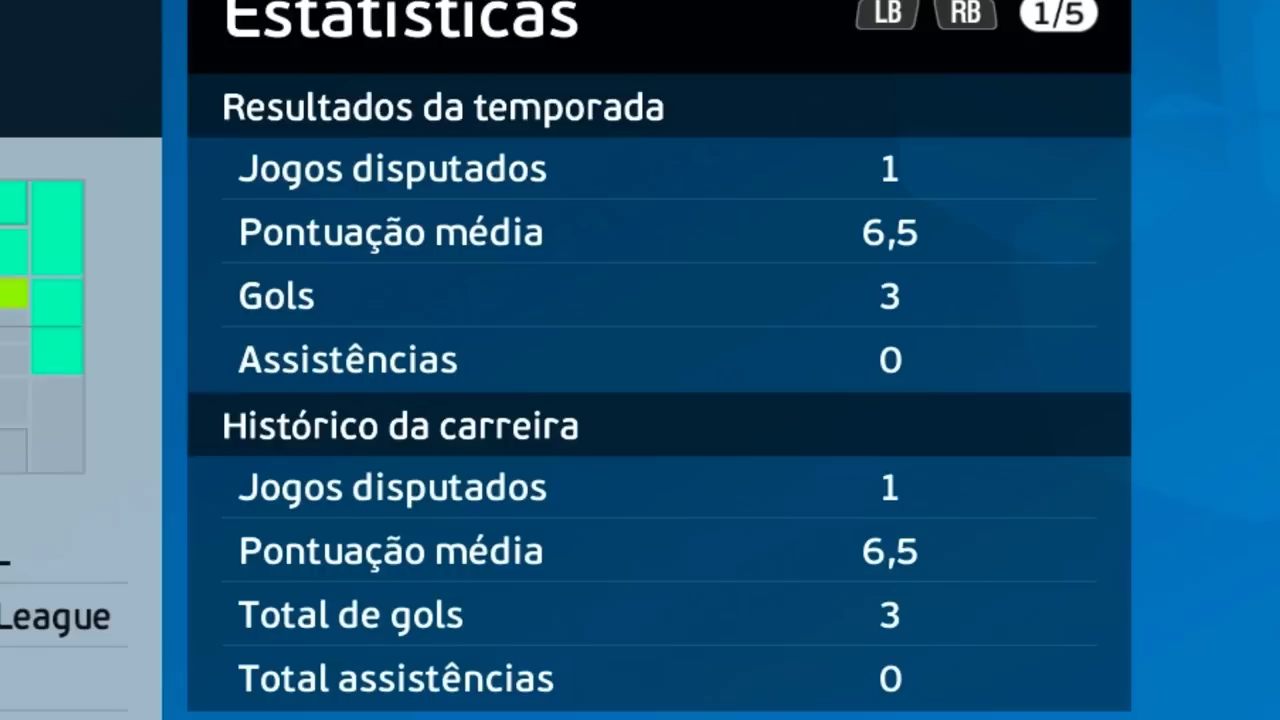 Estatísticas LB RB 1/5
Resultados da temporada
Jogos disputados 1
Pontuação média 6,5
Gols 3
Assistências 0
Histórico da carreira
Jogos disputados 1
Pontuação média 6,5
League
Total de gols 3
Total assistências 0